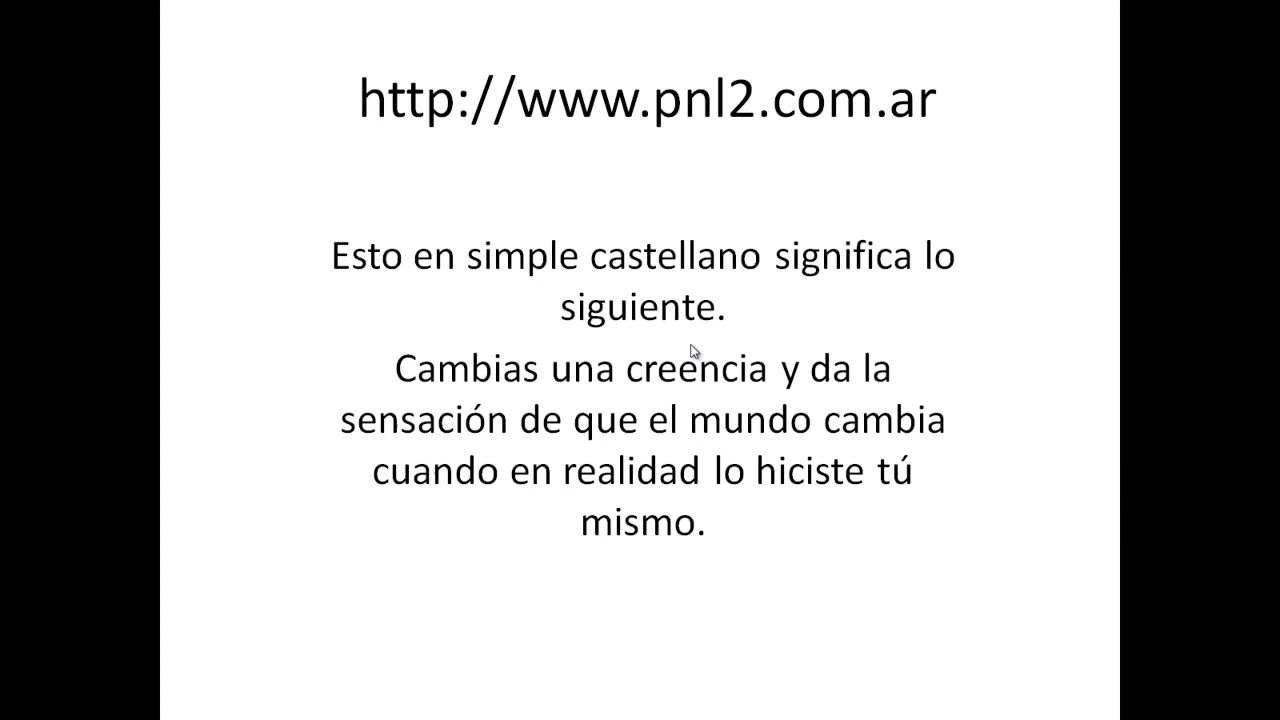 http://www.pnl2.com.ar
Esto en simple castellano significa lo
siguiente.
Cambias una creencia y da la
sensación de que el mundo cambia
cuando en realidad lo hiciste tú
mismo.